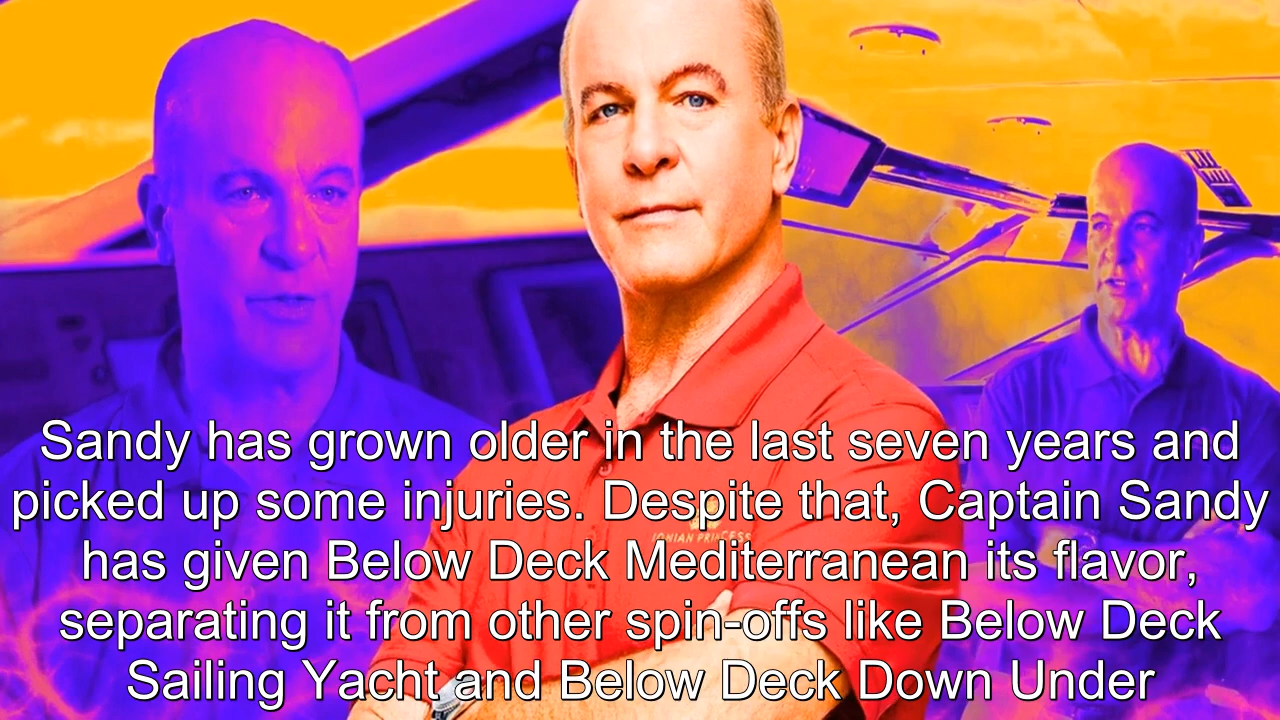 IONIAN PRINCESS
Sandy has grown older in the last seven years and
picked up some injuries. Despite that, Captain Sandy
has given Below Deck Mediterranean its flavor,
separating it from other spin-offs like Below Deck
Sailing Yacht and Below Deck Down Under